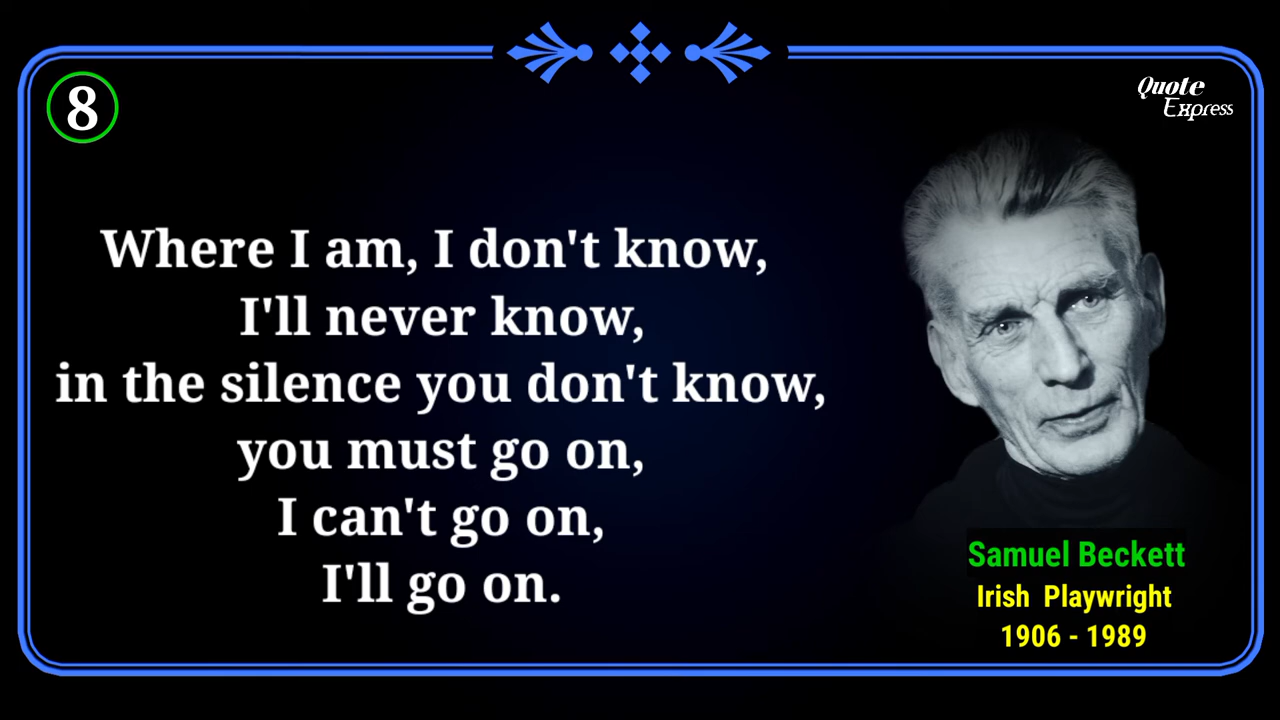 8
Quote
Express
Where I am, I don't know,
I'll never know,
in the silence you don't know,
you must go on,
I can't go on,
I'll go on.
Samuel Beckett
Irish Playwright
1906 - 1989